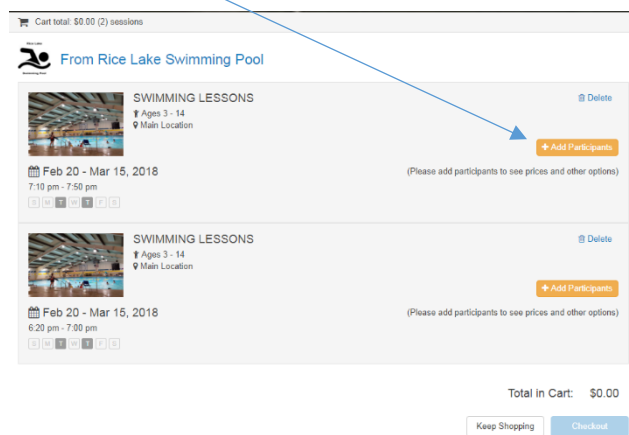 Cart total: $0.00 (2) sessions
Rice Lake
Swimming Pool
From Rice Lake Swimming Pool
SWIMMING LESSONS
Delete
Ages 3 - 14
Main Location
+ Add Participants
Feb 20 - Mar 15, 2018
(Please add participants to see prices and other options)
7:10 pm - 7:50 pm
S M T W T F S
SWIMMING LESSONS
Delete
Ages 3 - 14
Main Location
+ Add Participants
Feb 20 - Mar 15, 2018
(Please add participants to see prices and other options)
6:20 pm - 7:00 pm
S M T W T F S
Total in Cart: $0.00
Keep Shopping
Checkout